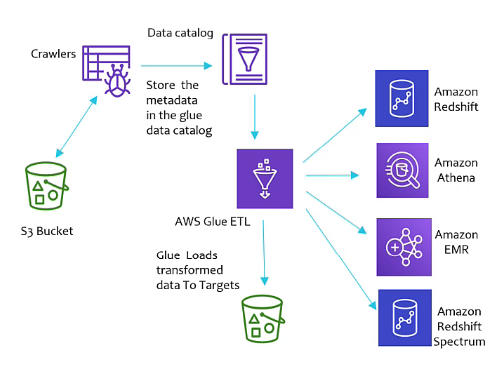 Data catalog
Crawlers
Store the
metadata
in the glue
data catalog
Amazon
Redshift
Amazon
Athena
S3 Bucket
AWS Glue ETL
Glue Loads
transformed
data To Targets
Amazon
EMR
Amazon
Redshift
Spectrum